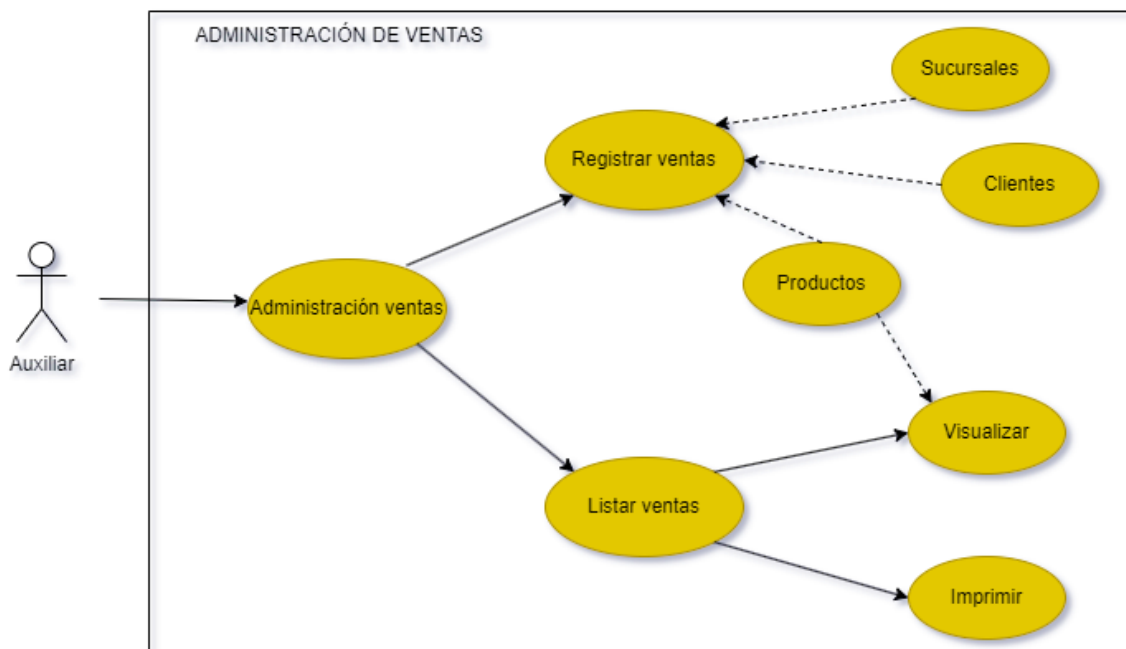 ADMINISTRACIÓN DE VENTAS
Sucursales
Registrar ventas
Clientes
Productos
Administración ventas
Auxiliar
Visualizar
Listar ventas
Imprimir